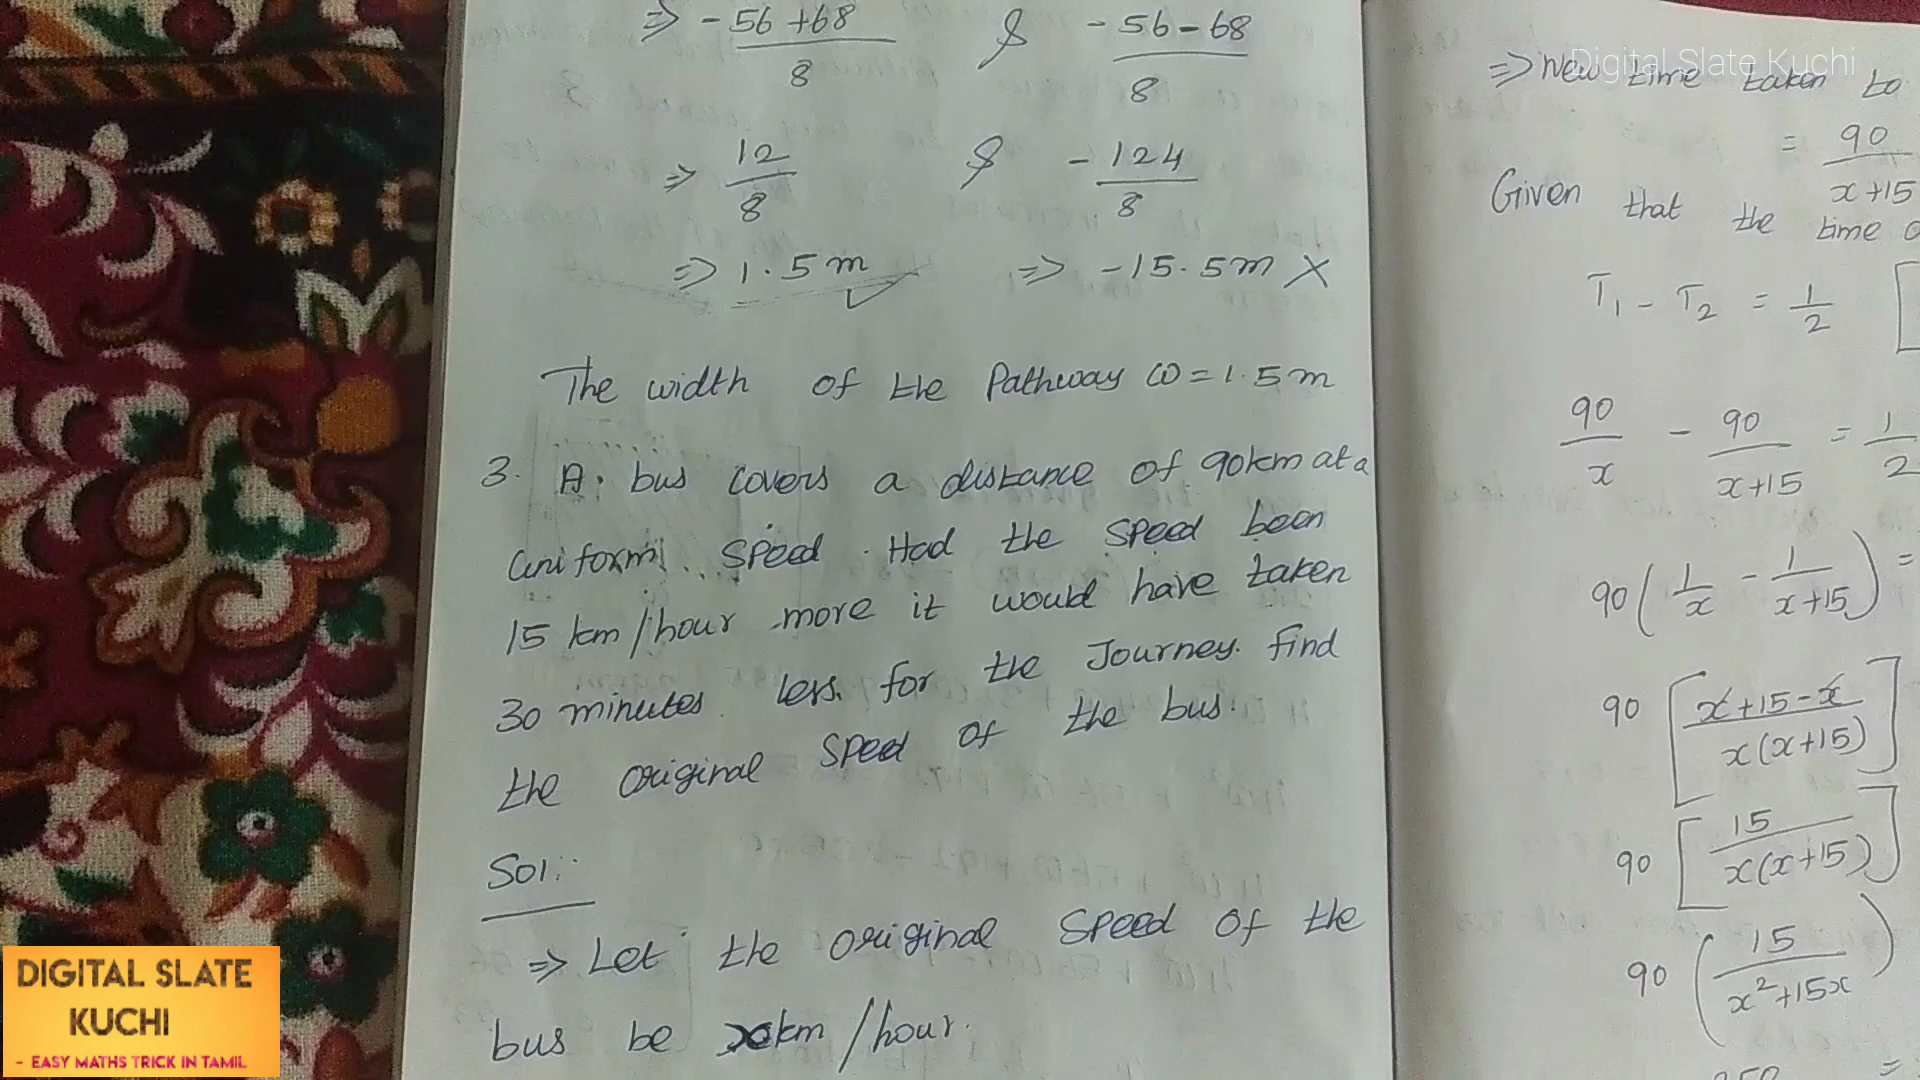 ⇒ -56+68/8 & -56-68/8
⇒ 12/8 & -124/8
⇒ 1.5m ✓ ⇒ -15.5m ×
The width of the Pathway ω = 1.5m
3. A. bus covers a distance of 90km at a
uniform speed. Had the speed been
15 km/hour more it would have taken
30 minutes less for the Journey. Find
the original speed of the bus.
Sol:
⇒ Let the original speed of the
bus be x km/hour.
⇒ New time taken to
= 90/x+15
Given that the time
T₁ - T₂ = 1/2 [
90/x - 90/x+15 = 1/2
90(1/x - 1/x+15) =
90 [x+15-x/x(x+15)]
90 [15/x(x+15)]
90 (15/x²+15x)
Digital Slate Kuchi
DIGITAL SLATE
KUCHI
- EASY MATHS TRICK IN TAMIL